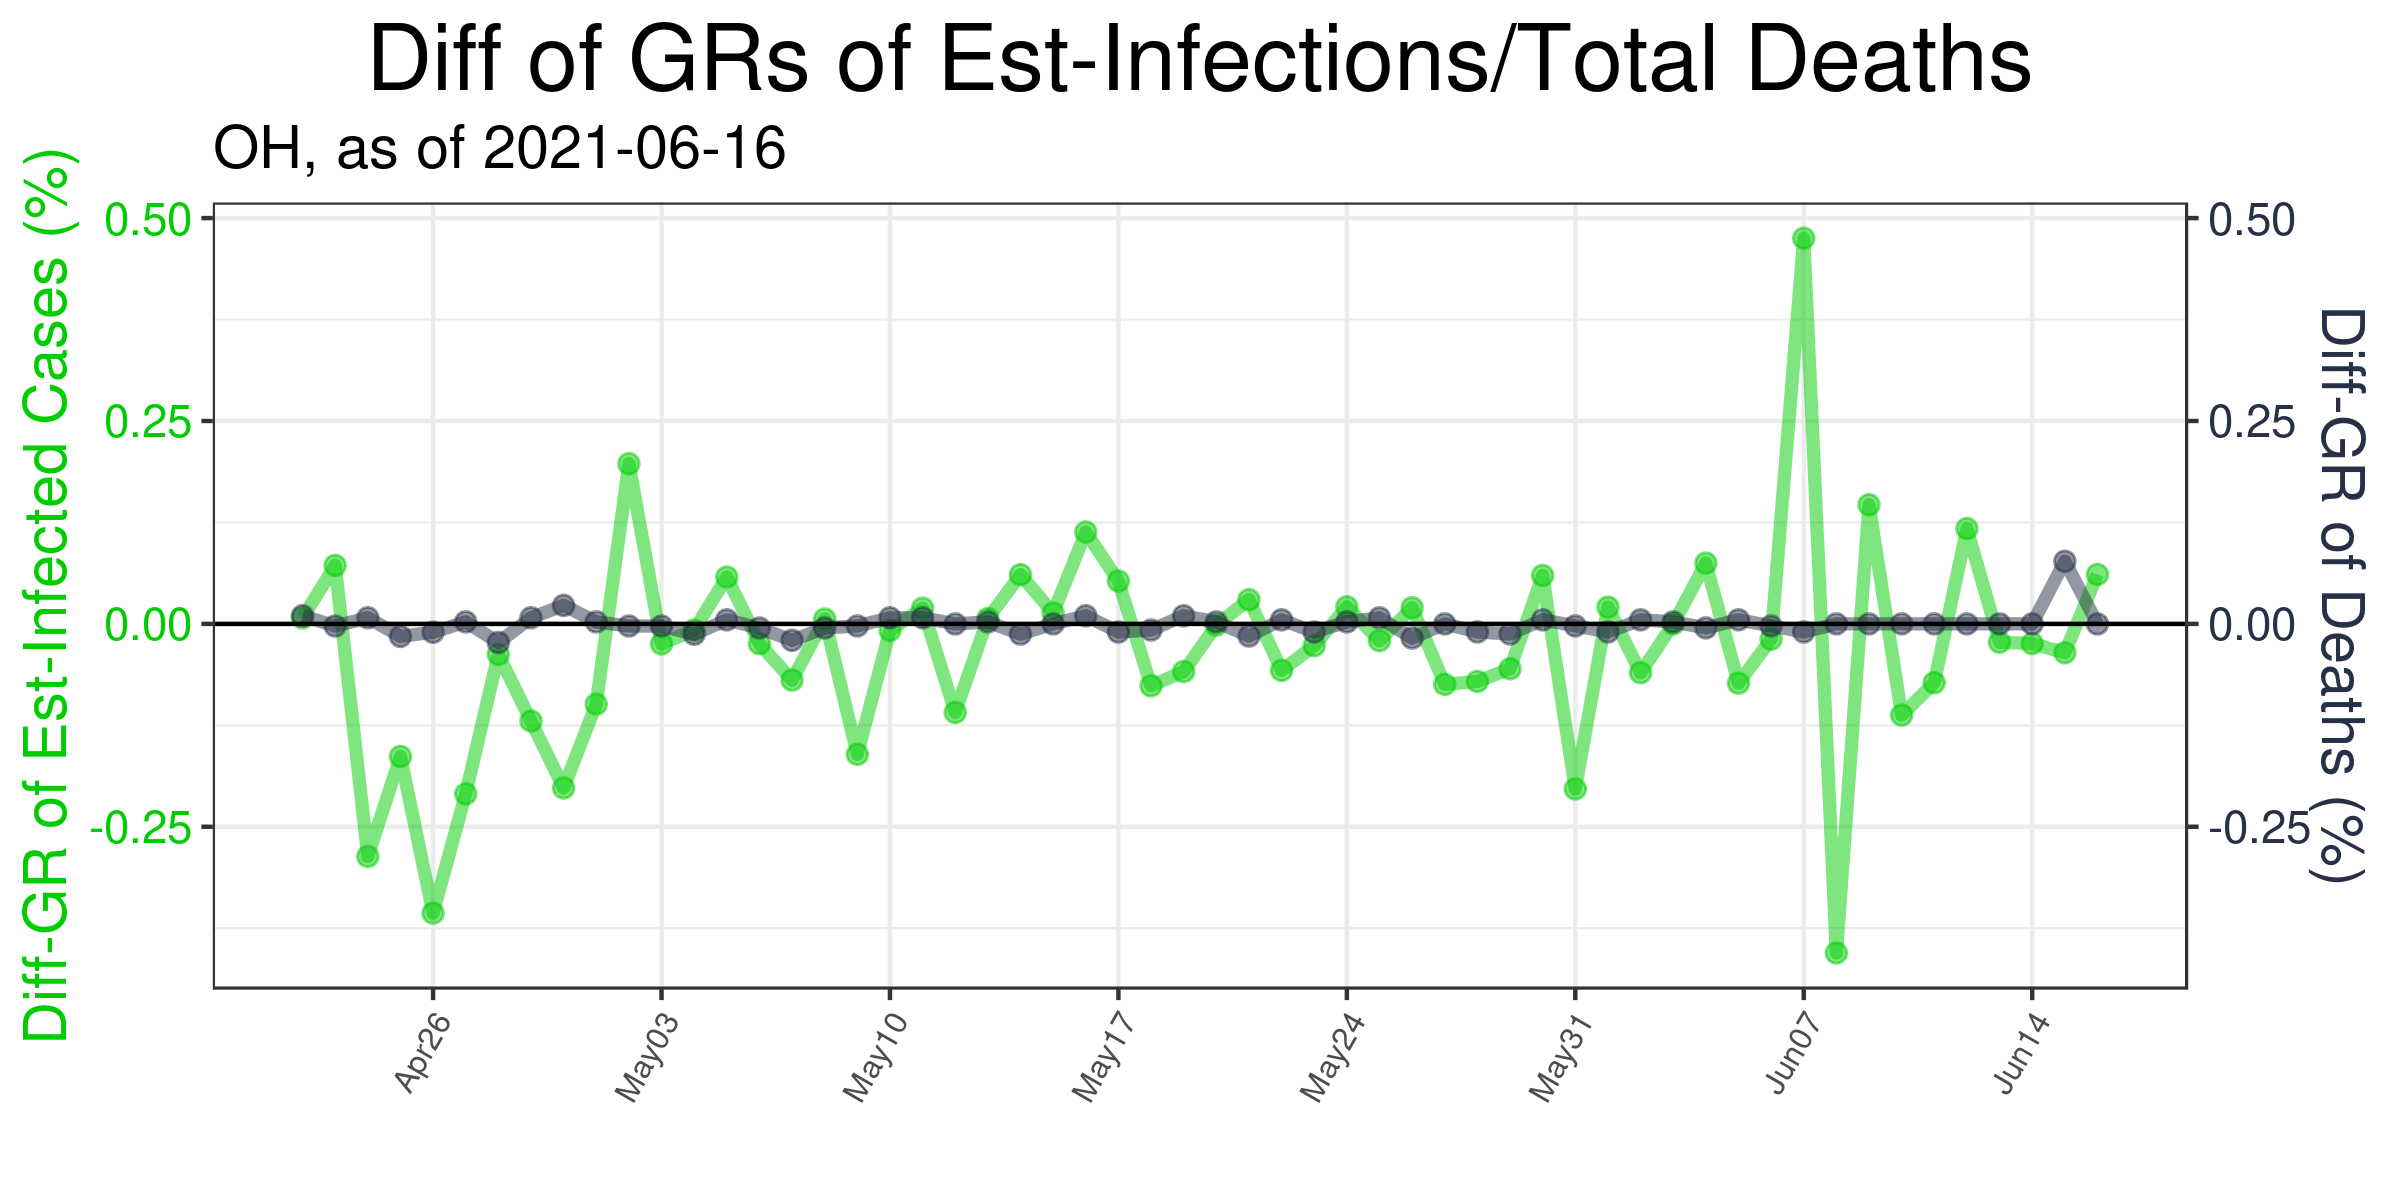 Diff of GRs of Est-Infections/Total Deaths
OH, as of 2021-06-16
Diff-GR of Est-Infected Cases (%)
0.50
0.25
0.00
-0.25
0.50
0.25
0.00
-0.25
Diff-GR of Deaths (%)
Apr26
May03
May10
May17
May24
May31
Jun07
Jun14